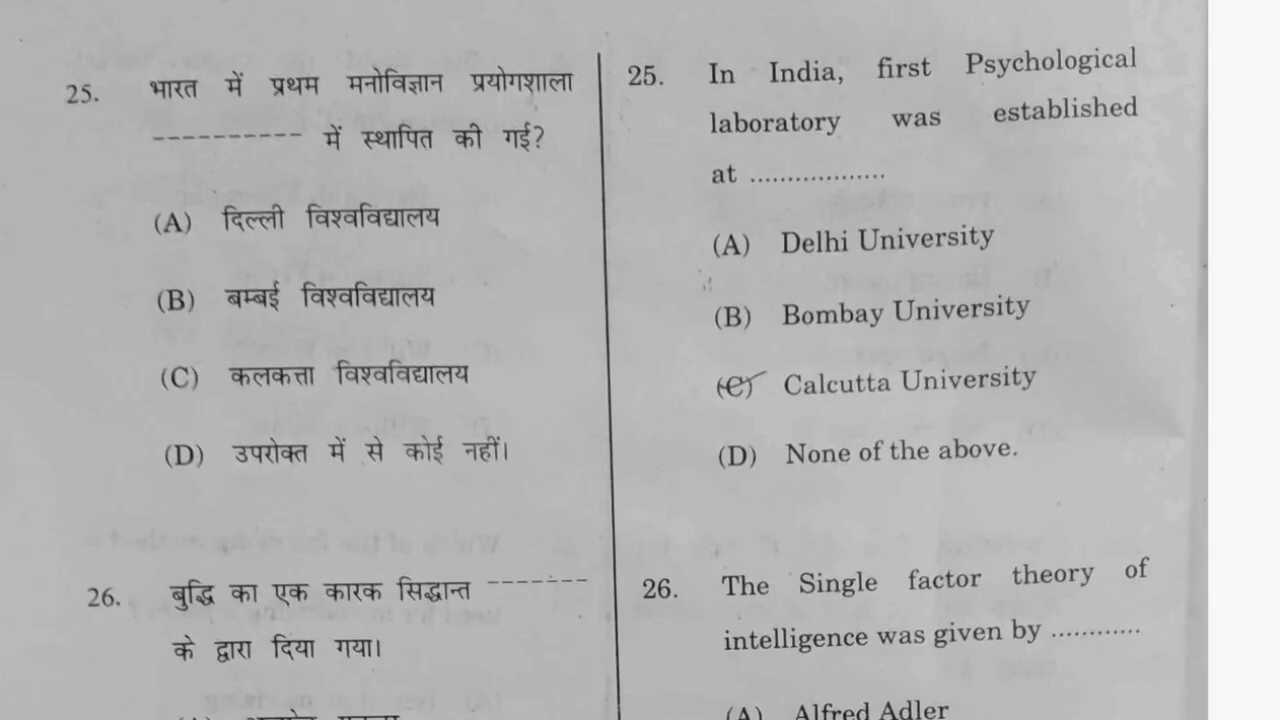 25. भारत में प्रथम मनोविज्ञान प्रयोगशाला
---------- में स्थापित की गई?
(A) दिल्ली विश्वविद्यालय
(B) बम्बई विश्वविद्यालय
(C) कलकत्ता विश्वविद्यालय
(D) उपरोक्त में से कोई नहीं।
26. बुद्धि का एक कारक सिद्धान्त -------
के द्वारा दिया गया।
25. In India, first Psychological
laboratory was established
at ..................
(A) Delhi University
(B) Bombay University
(C) Calcutta University
(D) None of the above.
26. The Single factor theory of
intelligence was given by ............
(A) Alfred Adler